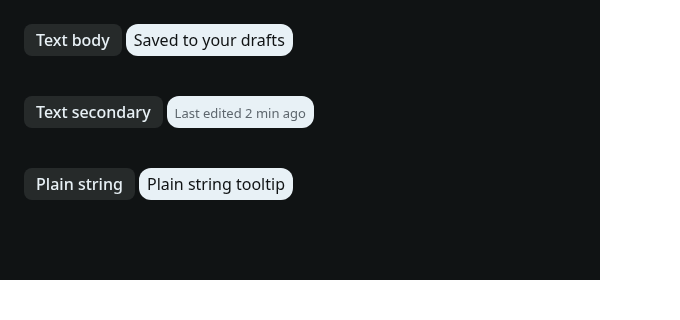 Text body Saved to your drafts
Text secondary Last edited 2 min ago
Plain string Plain string tooltip